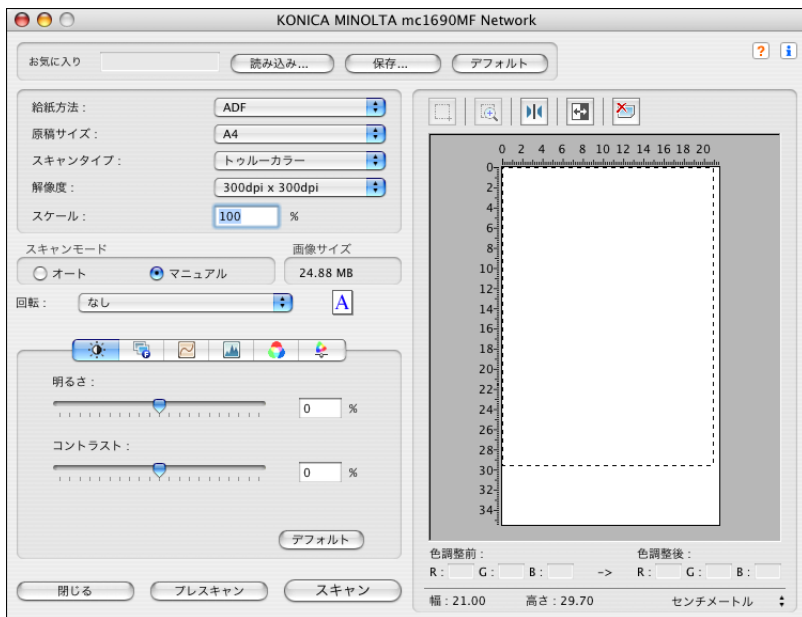 KONICA MINOLTA mc1690MF Network
お気に入り 読み込み... 保存... デフォルト
? i
給紙方法 : ADF
原稿サイズ : A4
スキャンタイプ : トゥルーカラー
解像度 : 300dpi x 300dpi
スケール : 100 %
スキャンモード 画像サイズ
オート マニュアル 24.88 MB
回転 : なし A
明るさ :
0 %
コントラスト :
0 %
デフォルト
閉じる プレスキャン スキャン
0 2 4 6 8 10 12 14 16 18 20
0
2
4
6
8
10
12
14
16
18
20
22
24
26
28
30
32
34
色調整前 : 色調整後 :
R : G : B : -> R : G : B :
幅 : 21.00 高さ : 29.70 センチメートル